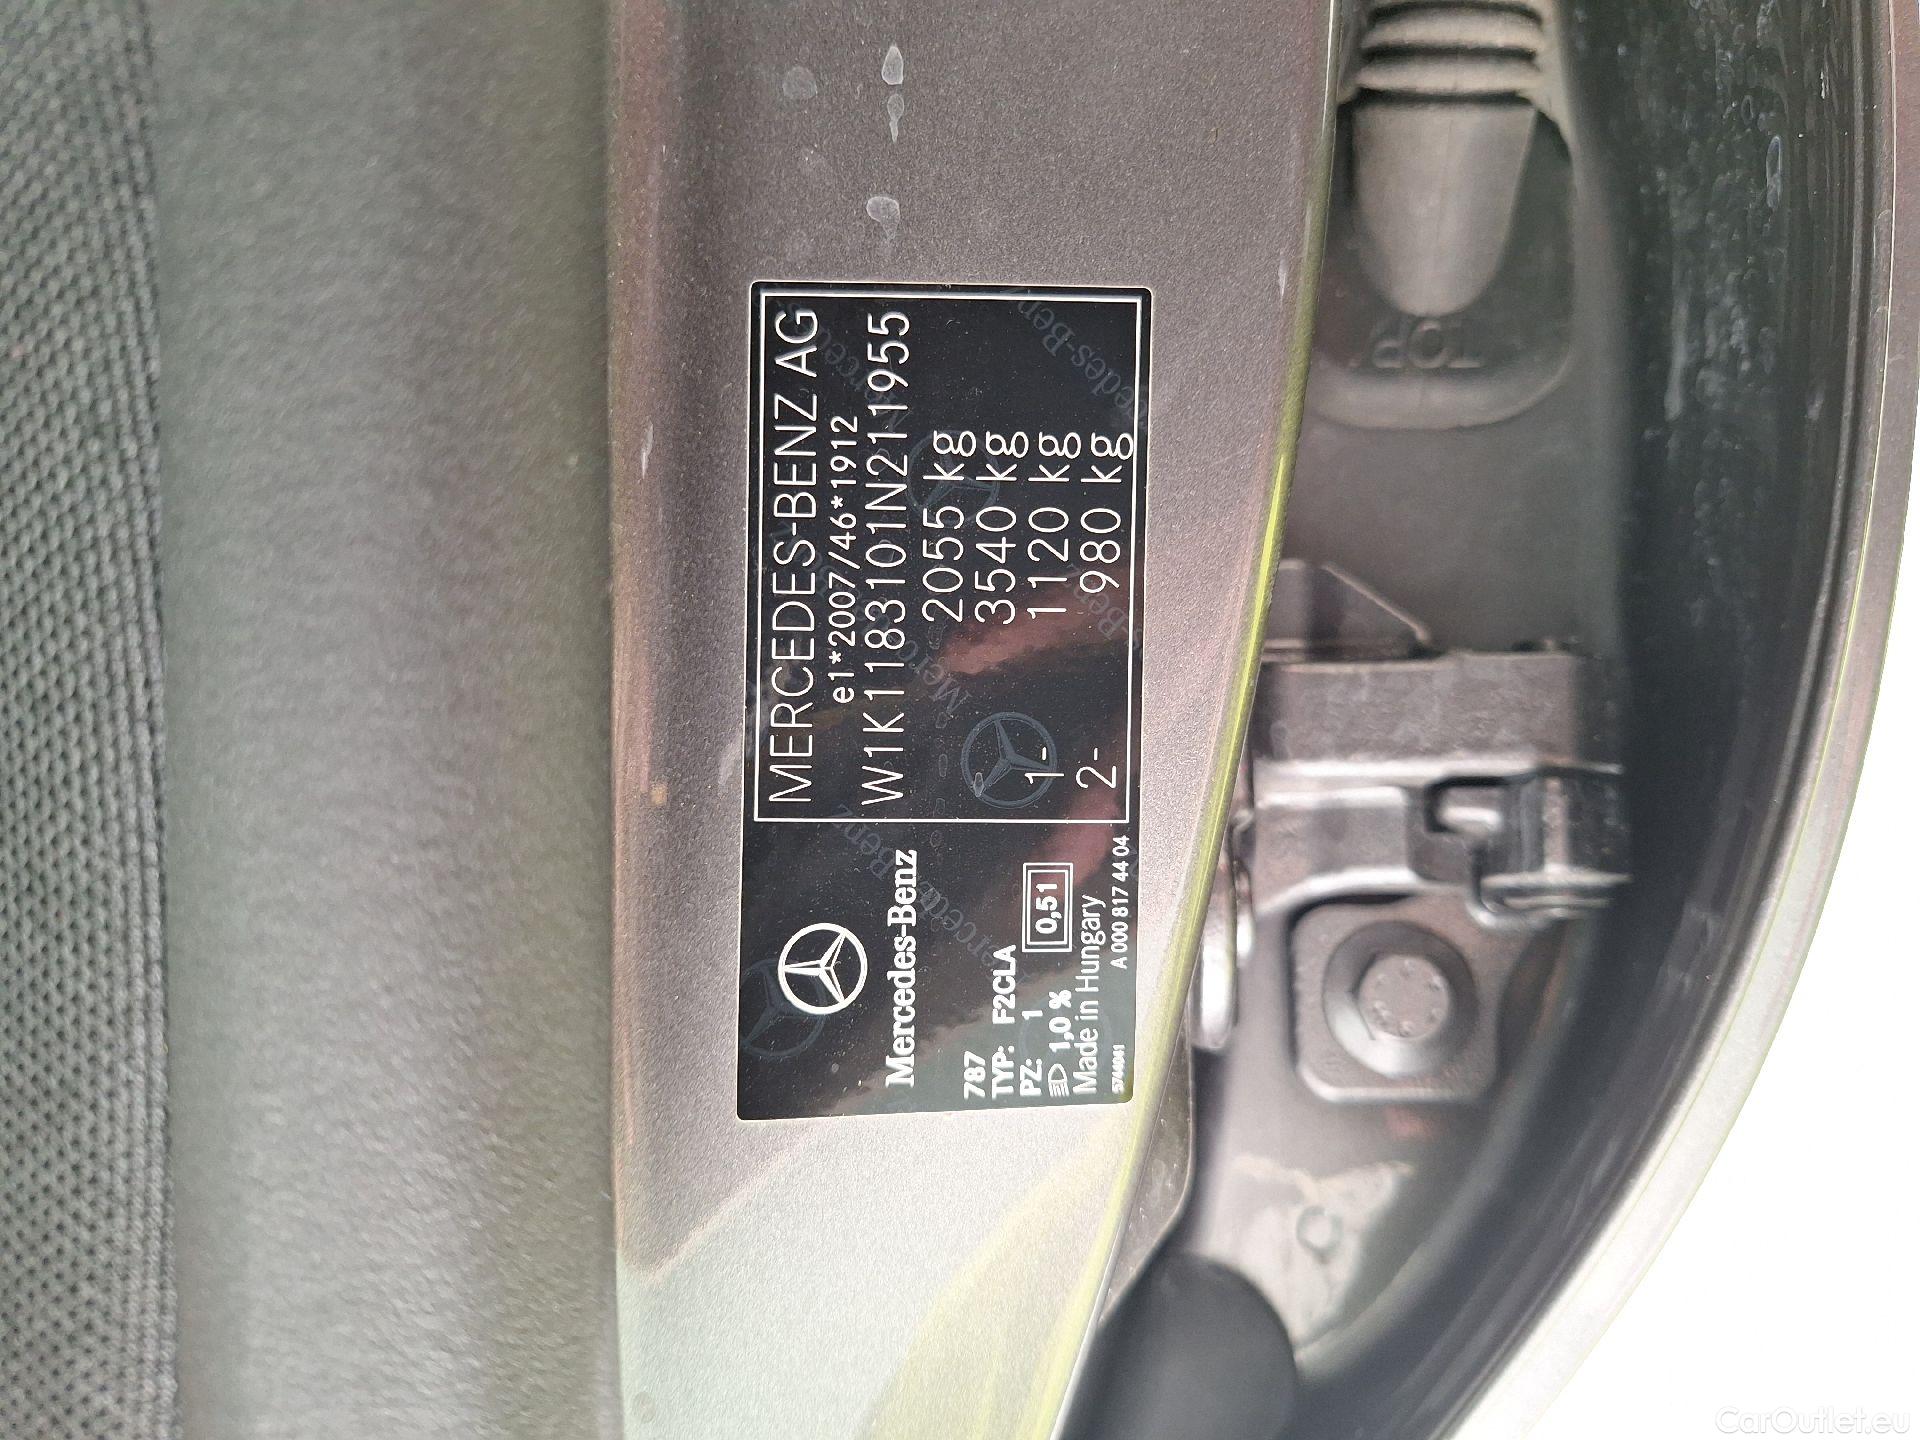 MERCEDES-BENZ AG
e1*2007/46*1912
W1K1183101N211955
2055 kg
3540 kg
1- 1120 kg
2- 980 kg
Mercedes-Benz
787
TYP: F2CLA
PZ: 1
1,0 % 0,51
Made in Hungary
A 000 817 44 04
5744041
TOP
CarOutlet.eu